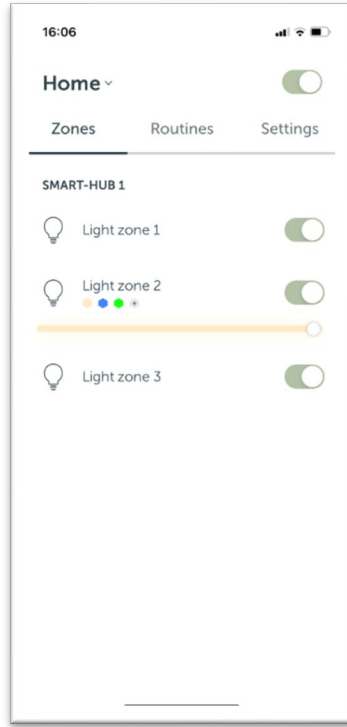 16:06
Home
Zones Routines Settings
SMART-HUB 1
Light zone 1
Light zone 2
Light zone 3